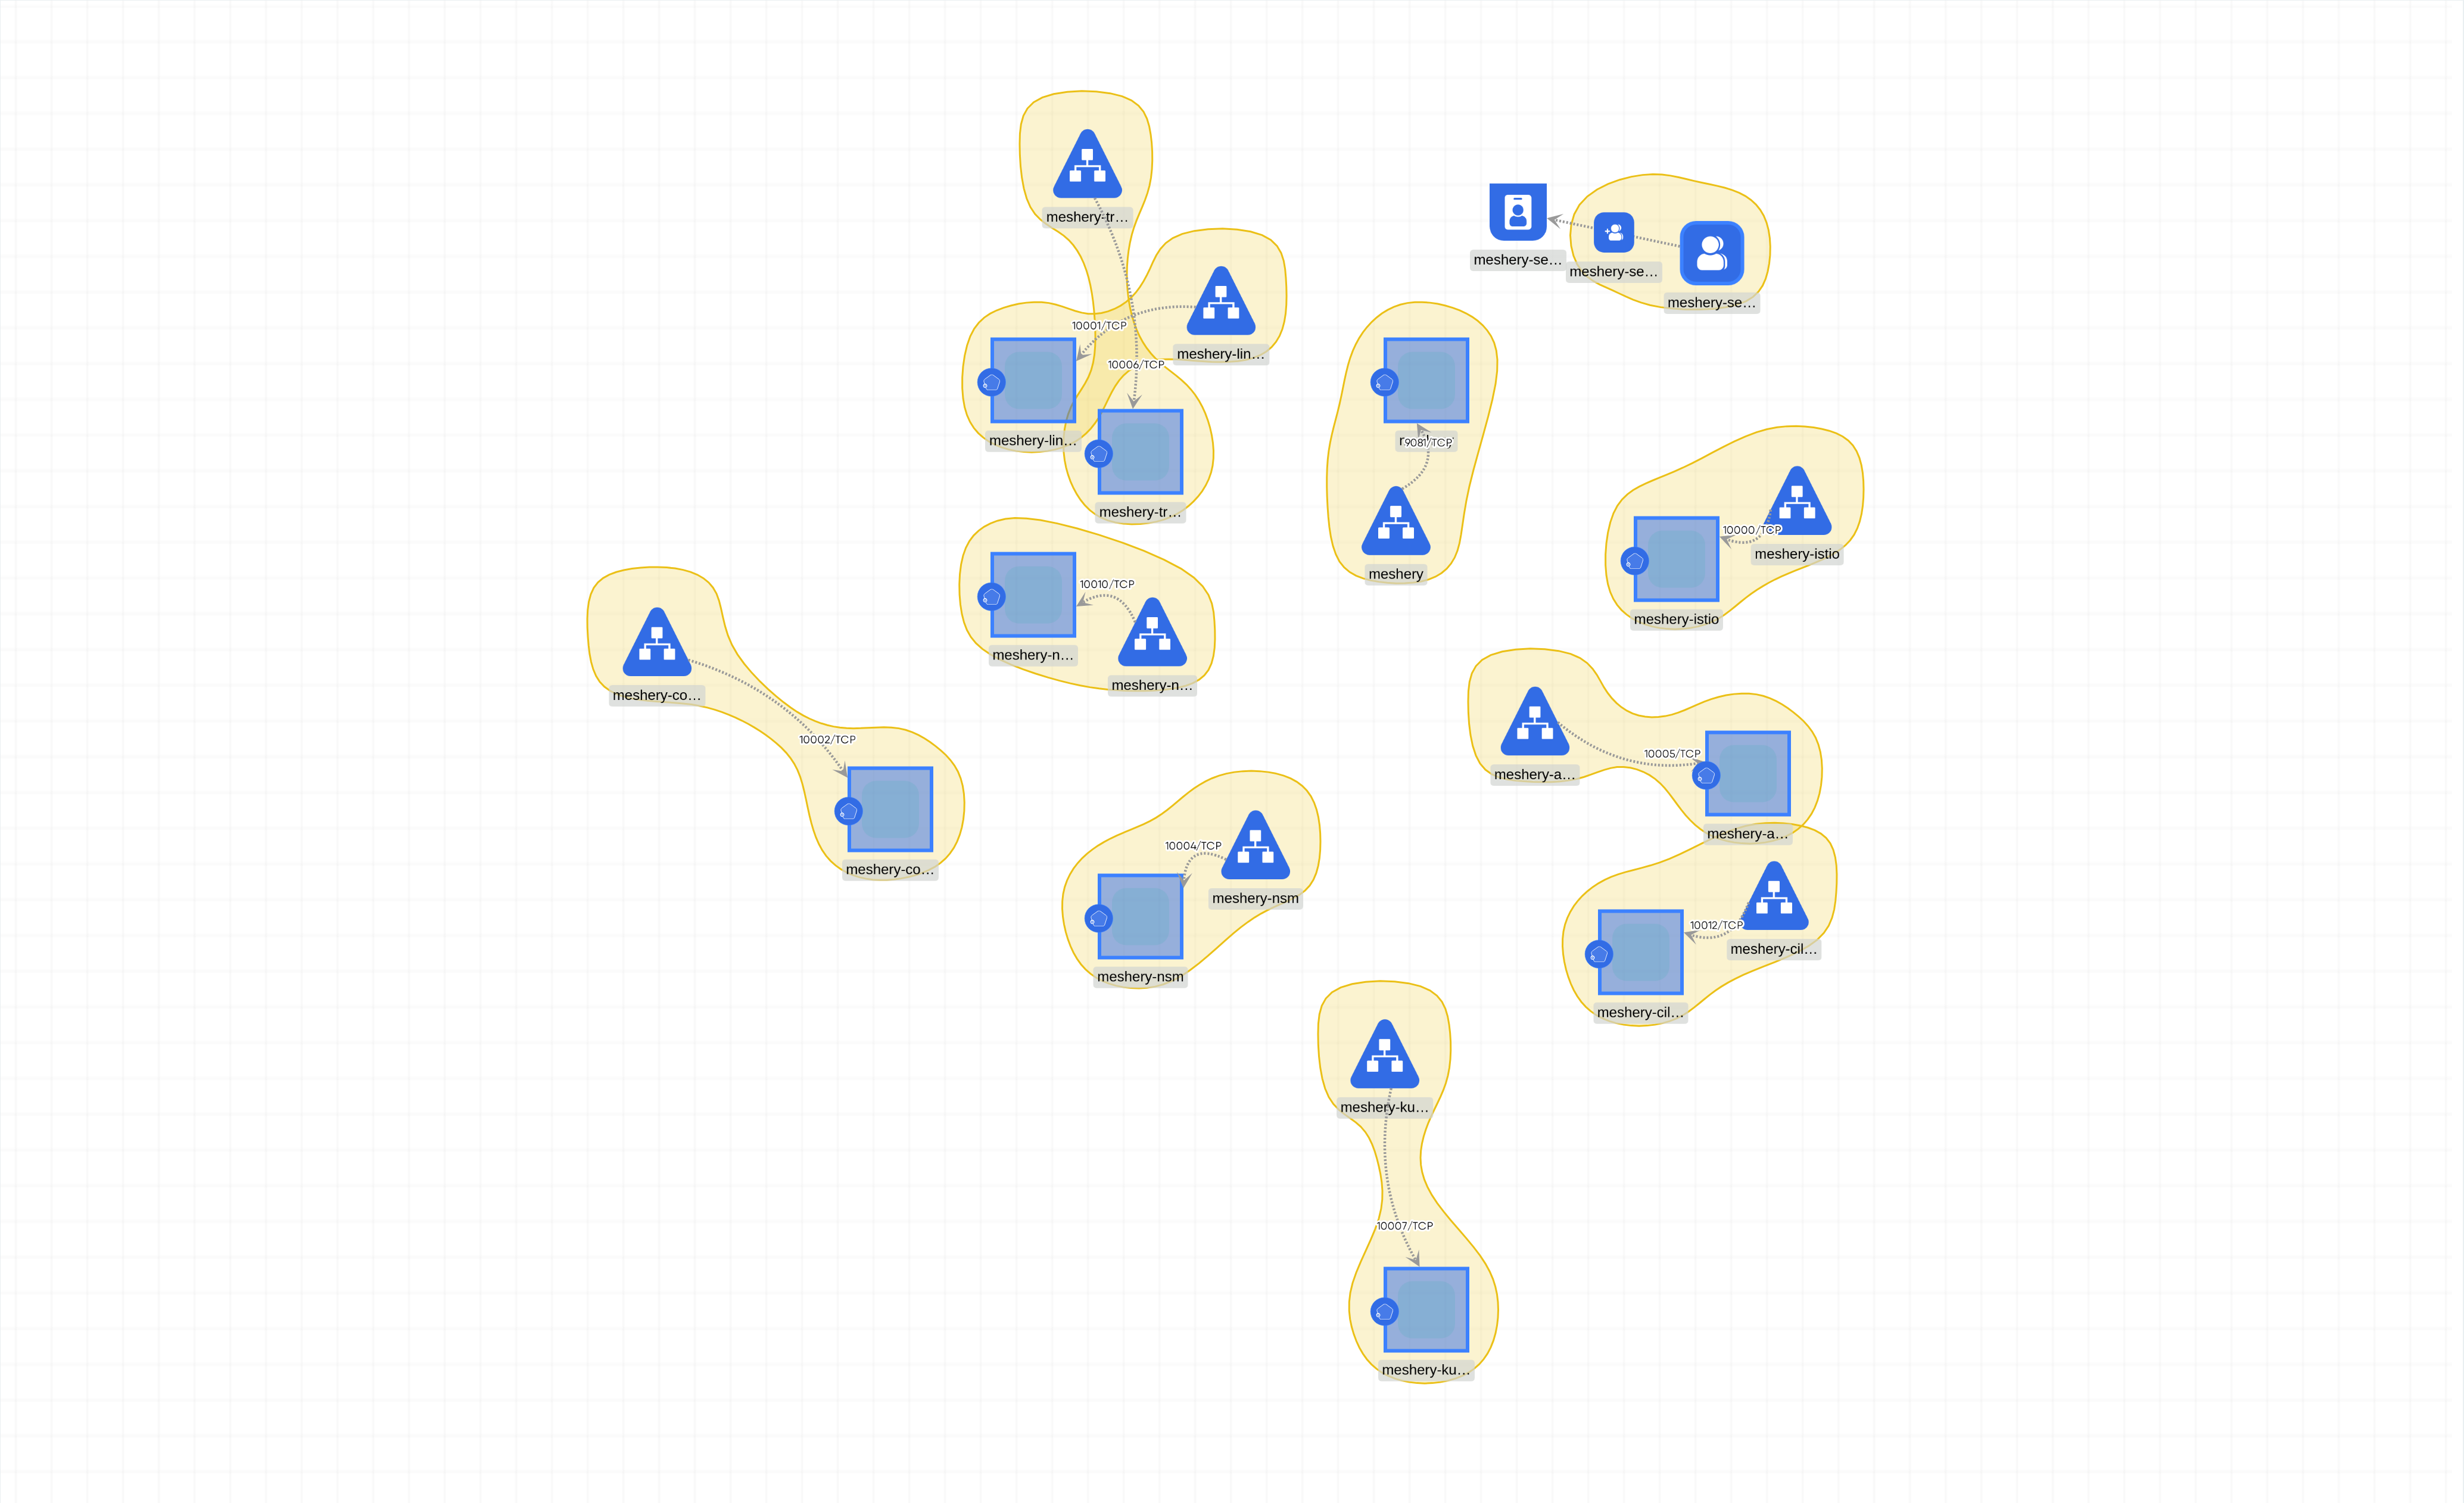 meshery-tr…
meshery-se…
meshery-se…
meshery-se…
10001/TCP
meshery-lin…
10006/TCP
meshery-lin…
9081/TCP
meshery-tr…
10000/TCP
meshery-istio
meshery
10010/TCP
meshery-istio
meshery-n…
meshery-n…
meshery-co…
10002/TCP
10005/TCP
meshery-a…
meshery-a…
10004/TCP
meshery-co…
meshery-nsm
10012/TCP
meshery-cil…
meshery-nsm
meshery-cil…
meshery-ku…
10007/TCP
meshery-ku…